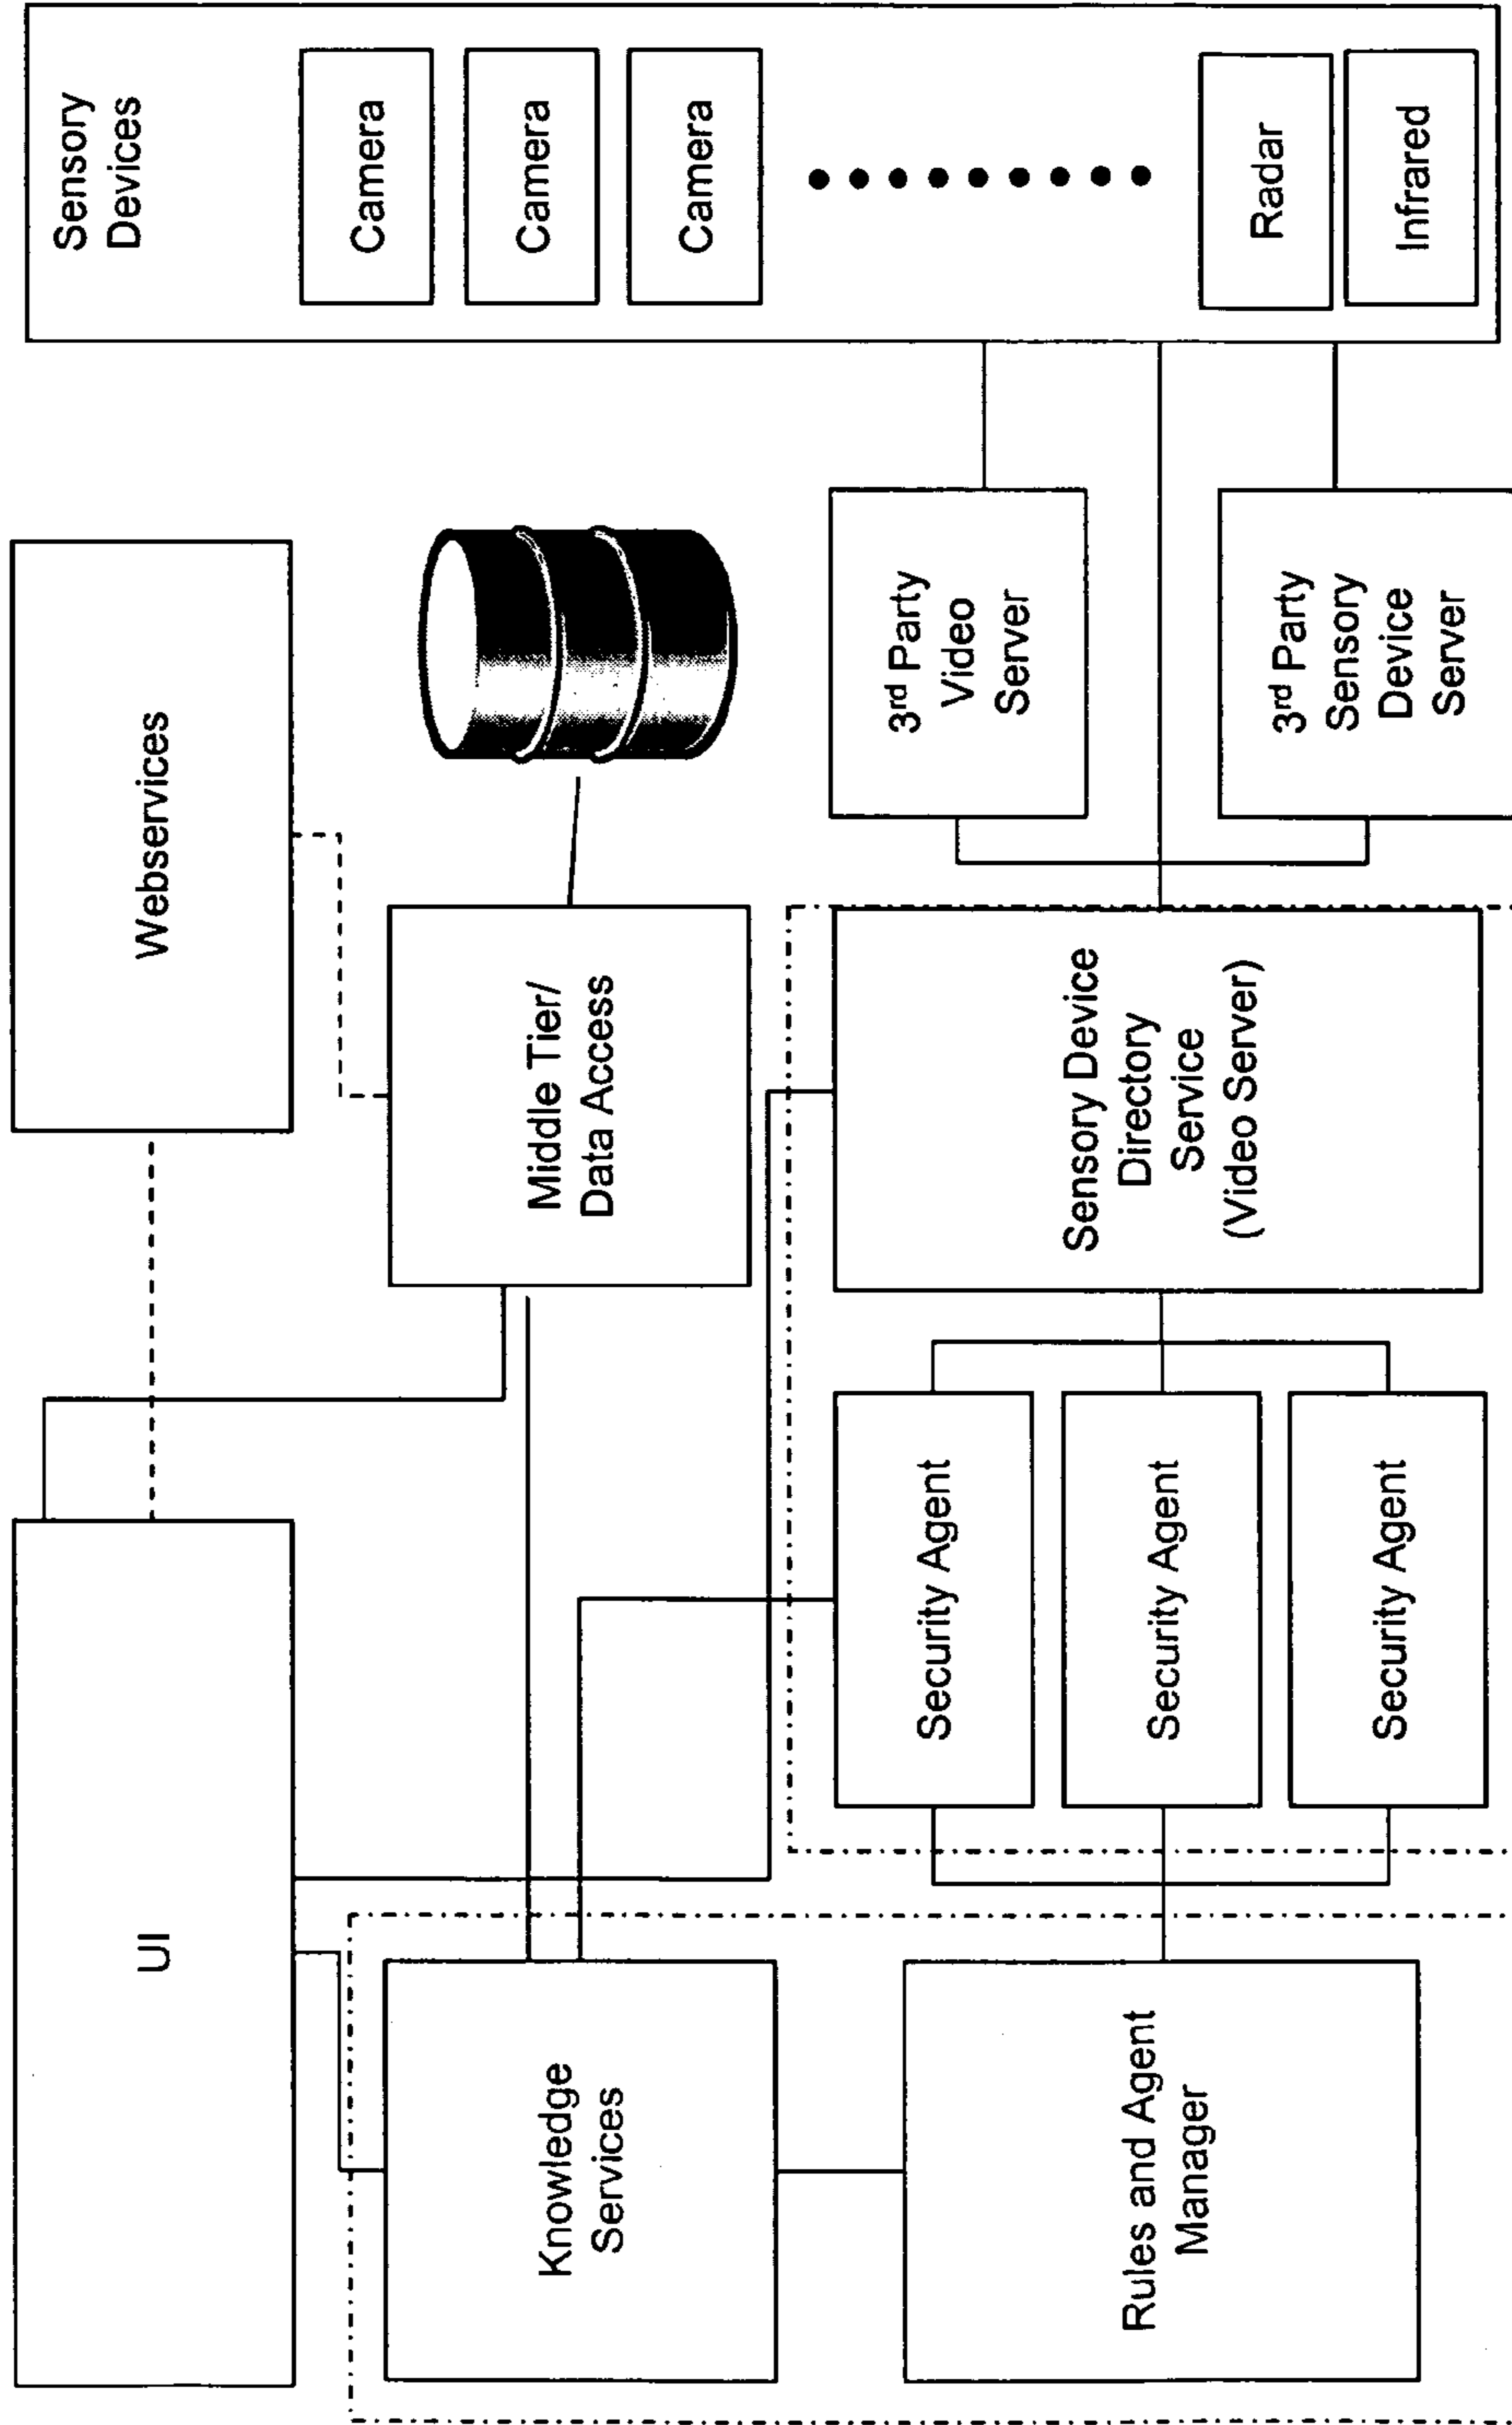 UI
Webservices
Sensory
Devices
Camera
Camera
Camera
Radar
Infrared
Knowledge
Services
Middle Tier/
Data Access
Rules and Agent
Manager
Security Agent
Security Agent
Security Agent
Sensory Device
Directory
Service
(Video Server)
3rd Party
Video
Server
3rd Party
Sensory
Device
Server